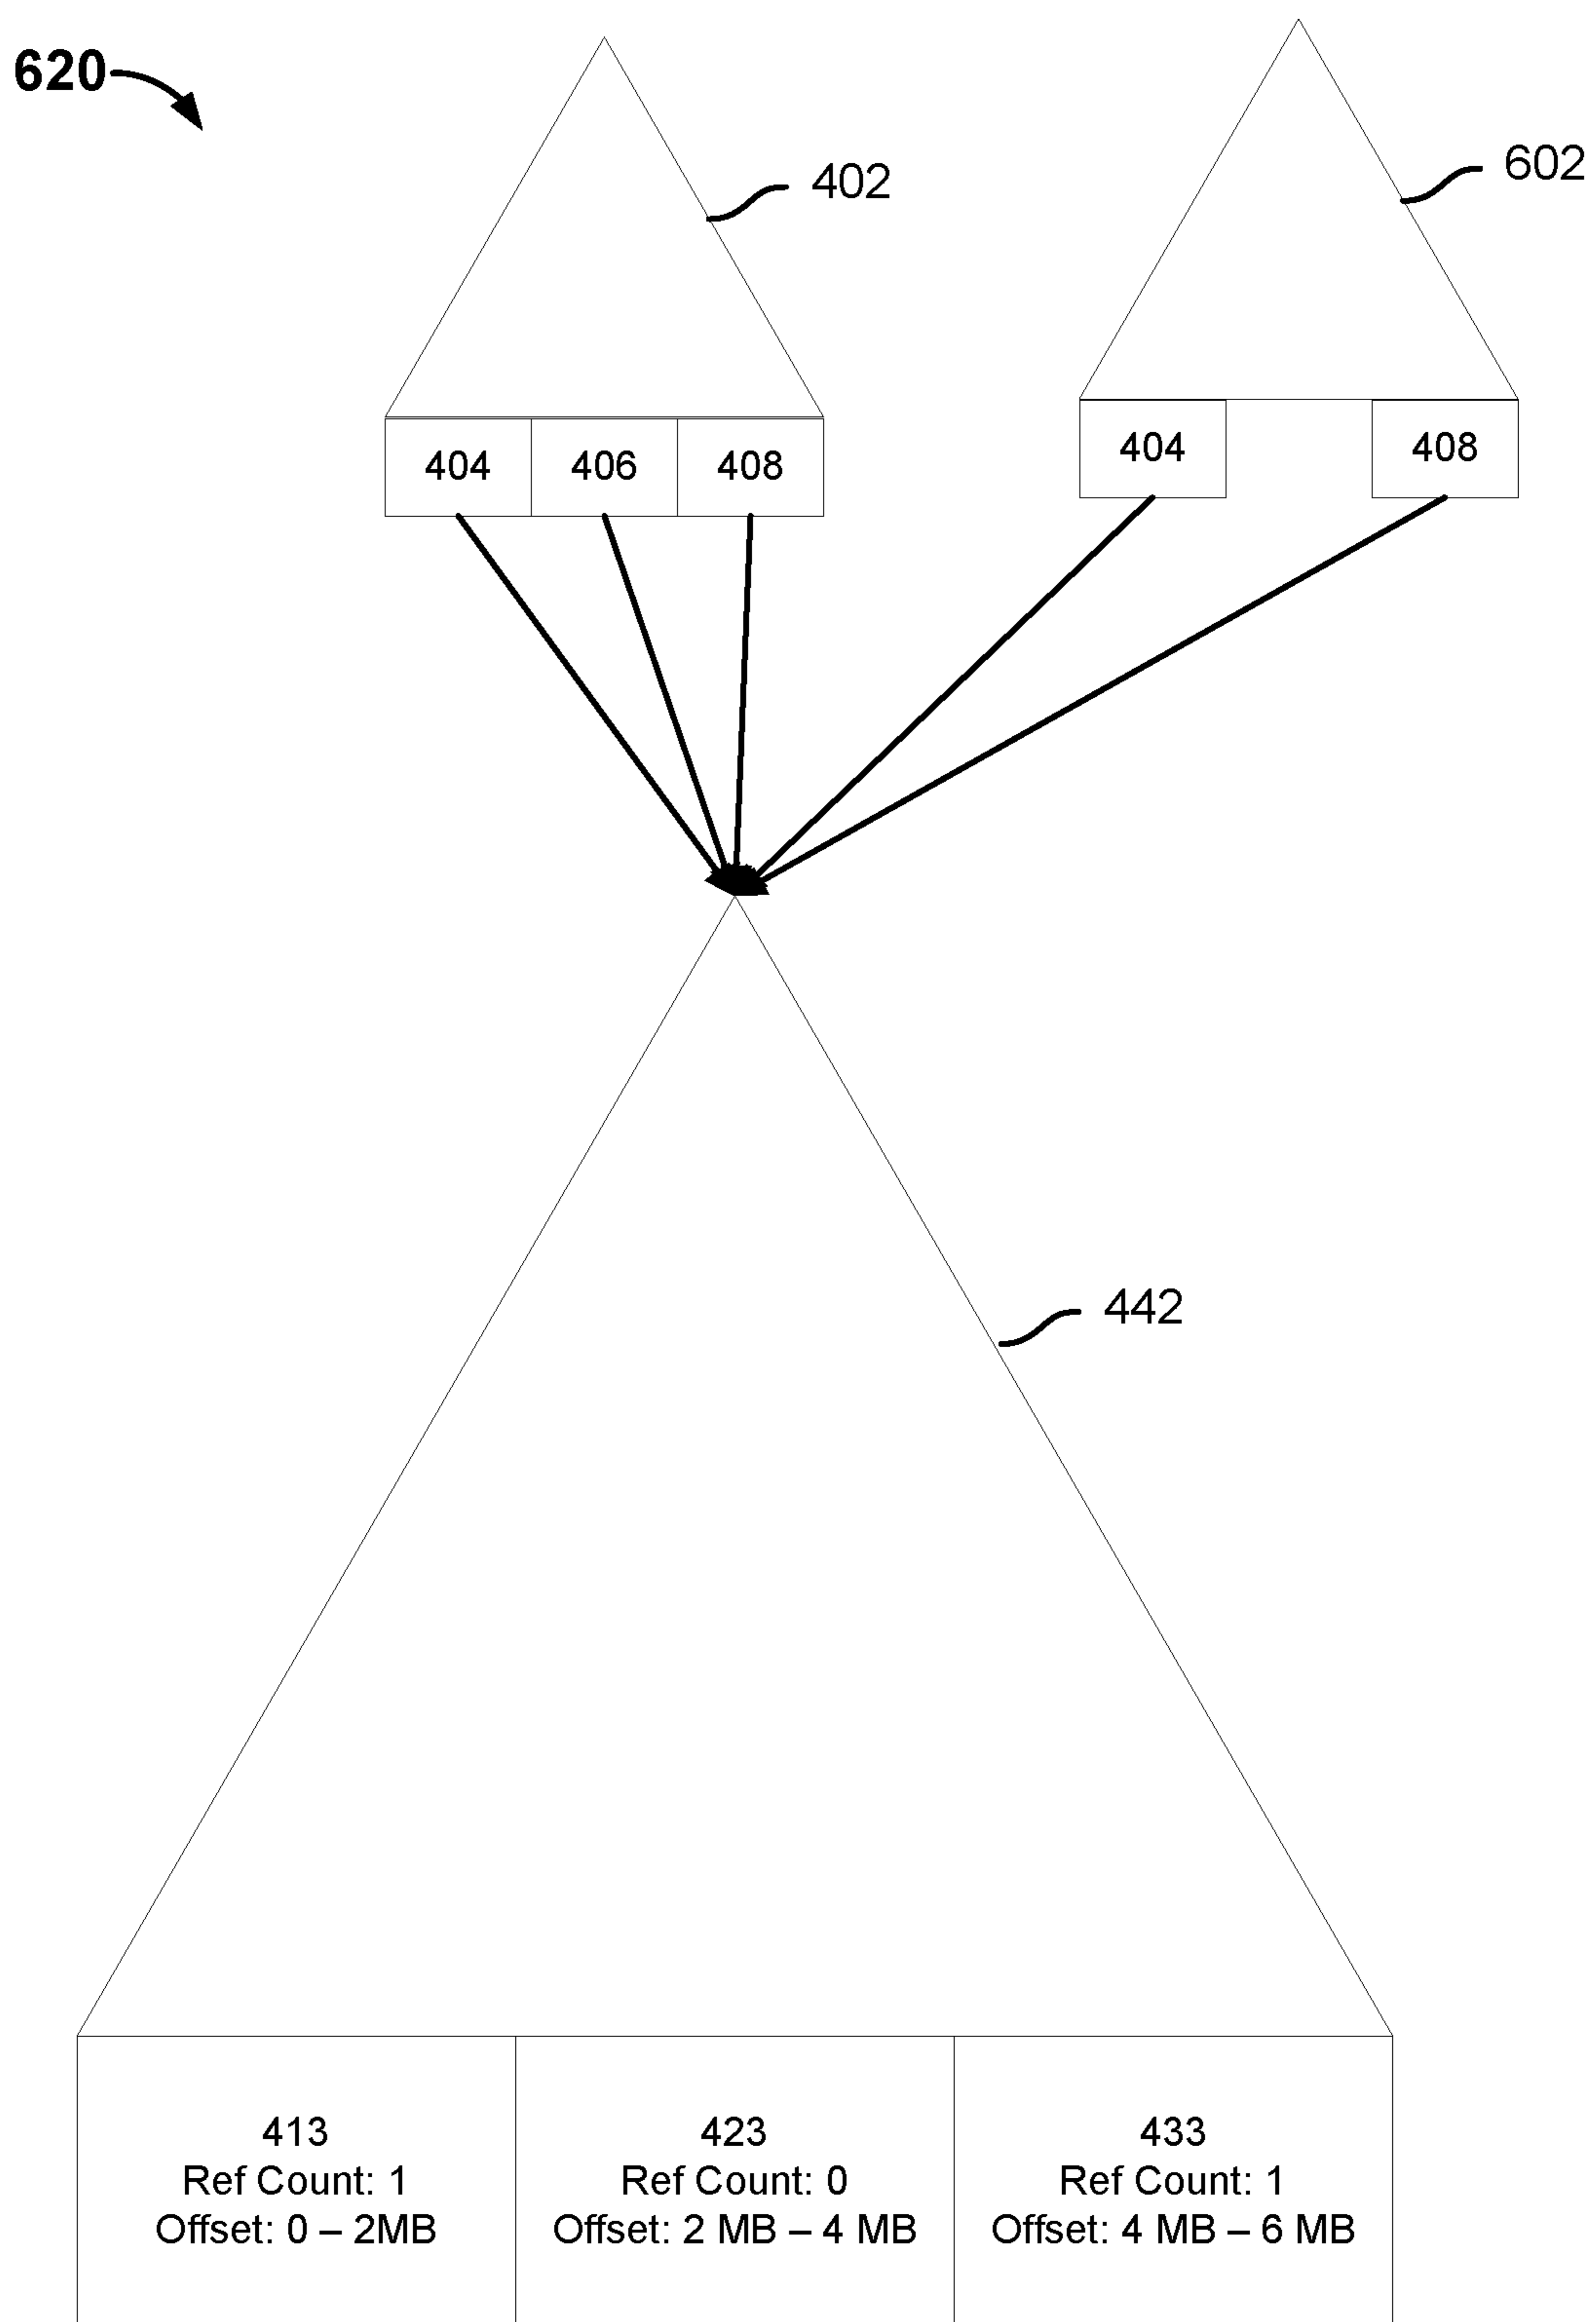 620
402
602
404 406 408
404 408
442
413
Ref Count: 1
Offset: 0 – 2MB
423
Ref Count: 0
Offset: 2 MB – 4 MB
433
Ref Count: 1
Offset: 4 MB – 6 MB